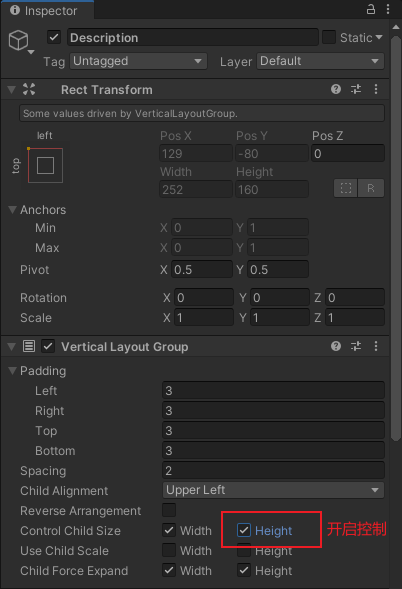 Inspector
Description
Static
Tag Untagged Layer Default
Rect Transform
Some values driven by VerticalLayoutGroup.
left
top
Pos X Pos Y Pos Z
129 -80 0
Width Height
252 160 R
Anchors
Min X 0 Y 1
Max X 0 Y 1
Pivot X 0.5 Y 0.5
Rotation X 0 Y 0 Z 0
Scale X 1 Y 1 Z 1
Vertical Layout Group
Padding
Left 3
Right 3
Top 3
Bottom 3
Spacing 2
Child Alignment Upper Left
Reverse Arrangement
Control Child Size Width Height 开启控制
Use Child Scale Width Height
Child Force Expand Width Height